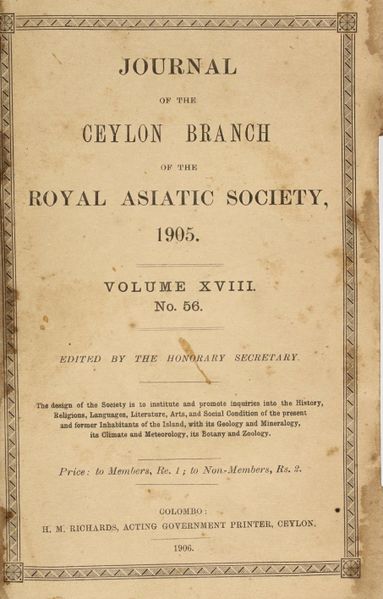 JOURNAL
OF THE
CEYLON BRANCH
OF THE
ROYAL ASIATIC SOCIETY,
1905.
VOLUME XVIII.
No. 56.
EDITED BY THE HONORARY SECRETARY.
The design of the Society is to institute and promote inquiries into the History,
Religions, Languages, Literature, Arts, and Social Condition of the present
and former Inhabitants of the Island, with its Geology and Mineralogy,
its Climate and Meteorology, its Botany and Zoology.
Price: to Members, Re. 1; to Non-Members, Rs. 2.
COLOMBO:
H. M. RICHARDS, ACTING GOVERNMENT PRINTER, CEYLON.
1906.